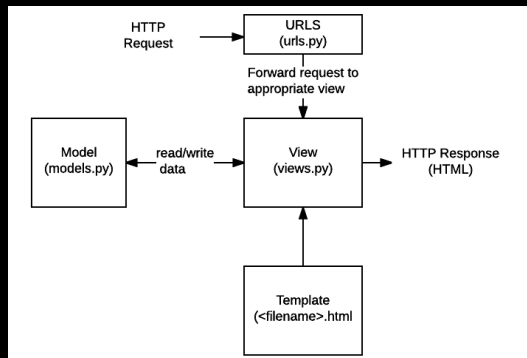 HTTP
Request
URLS
(urls.py)
Forward request to
appropriate view
Model
(models.py)
read/write
data
View
(views.py)
HTTP Response
(HTML)
Template
(<filename>.html